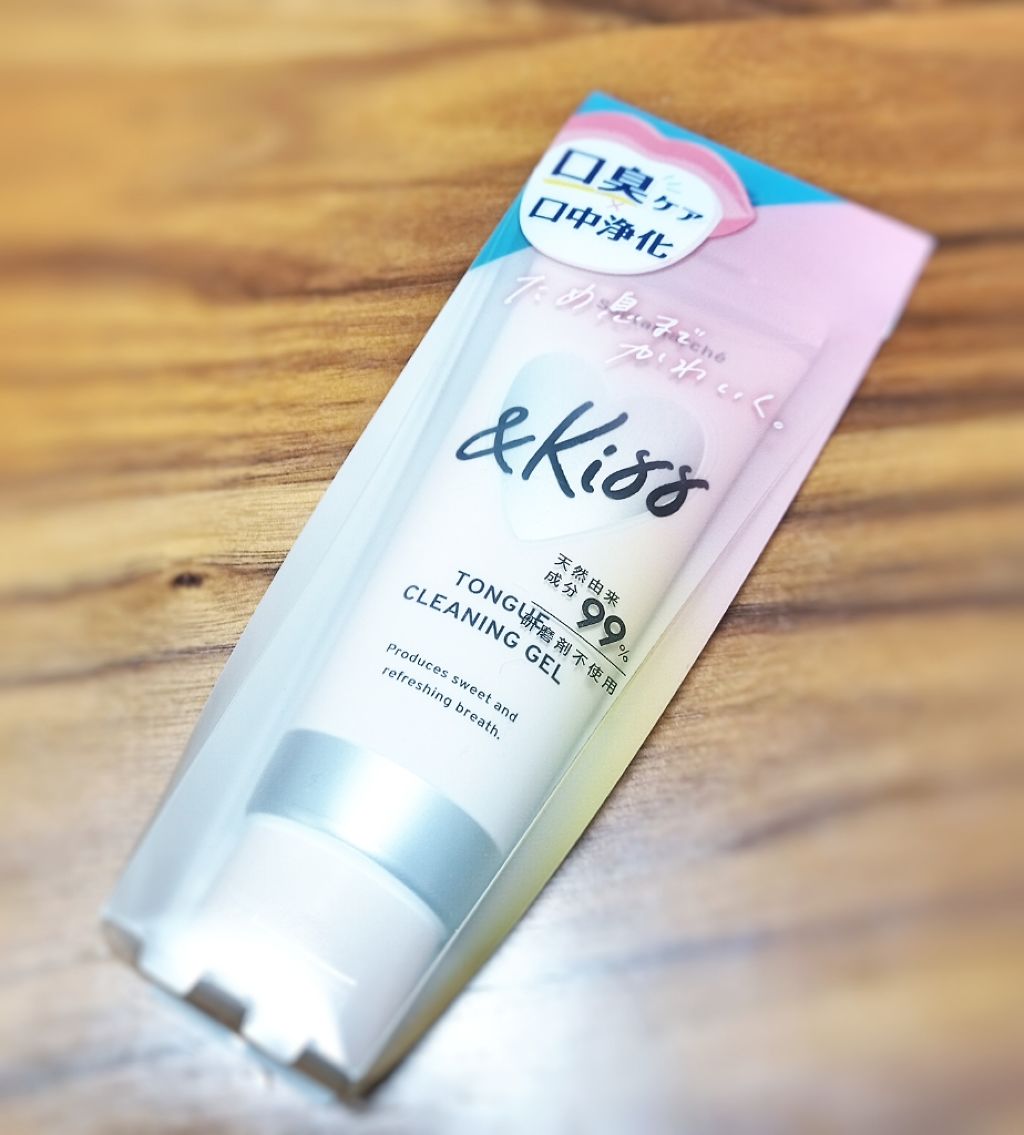 口臭ケア
×
口中浄化
ため息まで
かわいく。
&Kiss
天然由来
成分99%
研磨剤不使用
TONGUE
CLEANING GEL
Produces sweet and
refreshing breath.